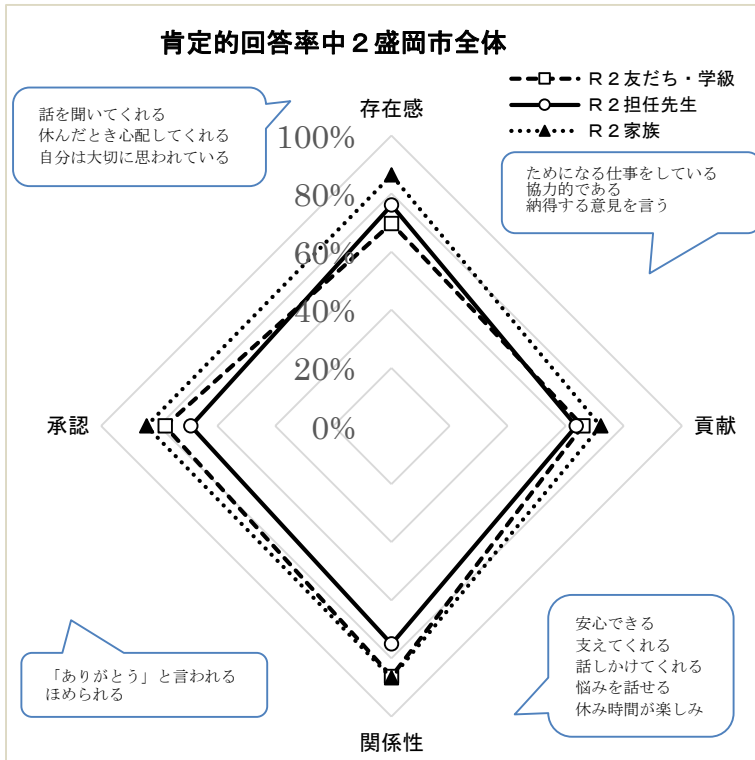 肯定的回答率中２盛岡市全体
Ｒ２友だち・学級
Ｒ２担任先生
Ｒ２家族
話を聞いてくれる
休んだとき心配してくれる
自分は大切に思われている
存在感
ためになる仕事をしている
協力的である
納得する意見を言う
100%
80%
60%
40%
20%
0%
承認
貢献
「ありがとう」と言われる
ほめられる
安心できる
支えてくれる
話しかけてくれる
悩みを話せる
休み時間が楽しみ
関係性